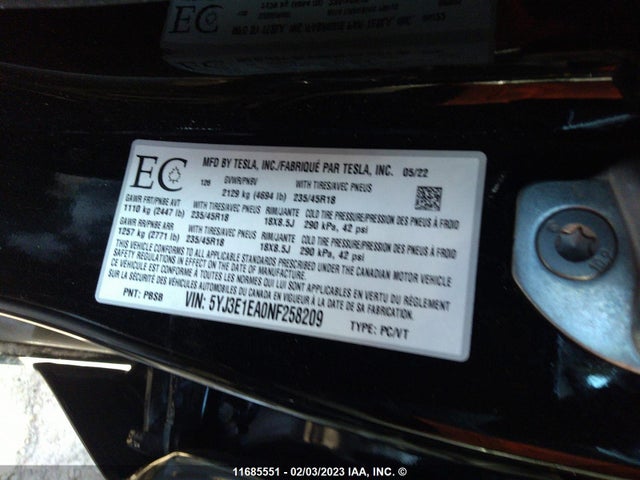 EC
MFD BY TESLA, INC./FABRIQUÉ PAR TESLA, INC. 05/22
126 GVWR/PNBV WITH TIRES/AVEC PNEUS
2129 kg (4694 lb) 235/45R18
GAWR FRT/PNBE AVT WITH TIRES/AVEC PNEUS RIM/JANTE COLD TIRE PRESSURE/PRESSION DES PNEUS À FROID
1110 kg (2447 lb) 235/45R18 18X8.5J 290 kPa, 42 psi
GAWR RR/PNBE ARR WITH TIRES/AVEC PNEUS RIM/JANTE COLD TIRE PRESSURE/PRESSION DES PNEUS À FROID
1257 kg (2771 lb) 235/45R18 18X8.5J 290 kPa, 42 psi
THIS VEHICLE CONFORMS TO ALL APPLICABLE STANDARDS PRESCRIBED UNDER THE CANADIAN MOTOR VEHICLE
SAFETY REGULATIONS IN EFFECT ON THE DATE OF MANUFACTURE
CE VÉHICULE EST CONFORME À TOUTES LES NORMES QUI LUI SONT APPLICABLES EN VERTU DU RÈGLEMENT
SUR LA SÉCURITÉ DES VÉHICULES AUTOMOBILES DU CANADA EN VIGUEUR À LA DATE DE SA FABRICATION
PNT: PBSB VIN: 5YJ3E1EA0NF258209 TYPE: PC/VT
11685551 - 02/03/2023 IAA, INC. ©